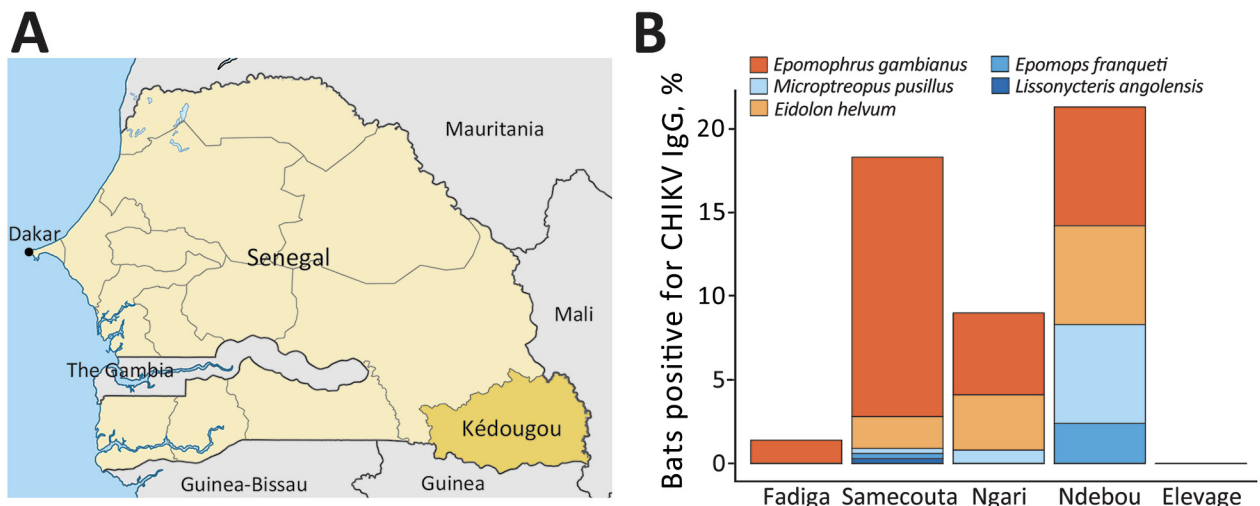 A
Mauritania
Dakar
Senegal
Mali
The Gambia
Kédougou
Guinea-Bissau
Guinea
B
Epomophrus gambianus
Microptreopus pusillus
Eidolon helvum
Epomops franqueti
Lissonycteris angolensis
Bats positive for CHIKV IgG, %
20
15
10
5
0
Fadiga Samecouta Ngari Ndebou Elevage